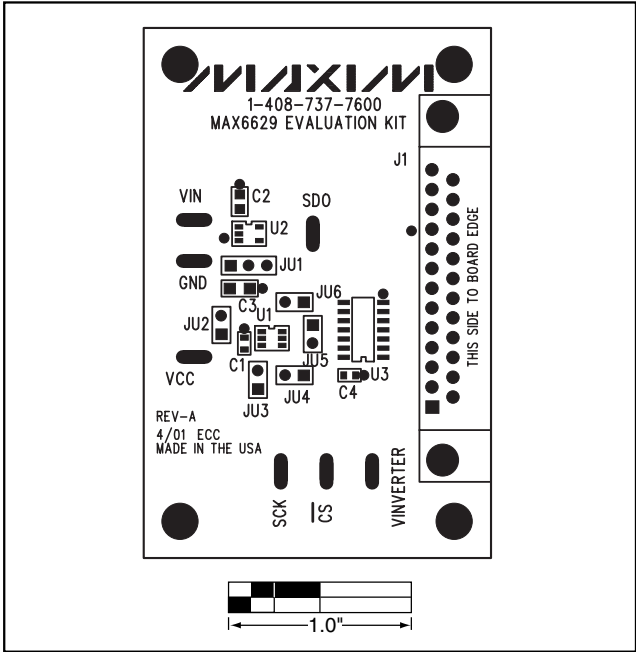 MAXIM
1-408-737-7600
MAX6629 EVALUATION KIT
J1
VIN
C2
SDO
U2
THIS SIDE TO BOARD EDGE
JU1
GND
C3
JU6
U1
JU2
C1
JU5
U3
VCC
JU3
JU4
C4
REV-A
4/01 ECC
MADE IN THE USA
SCK
CS
VINVERTER
1.0"